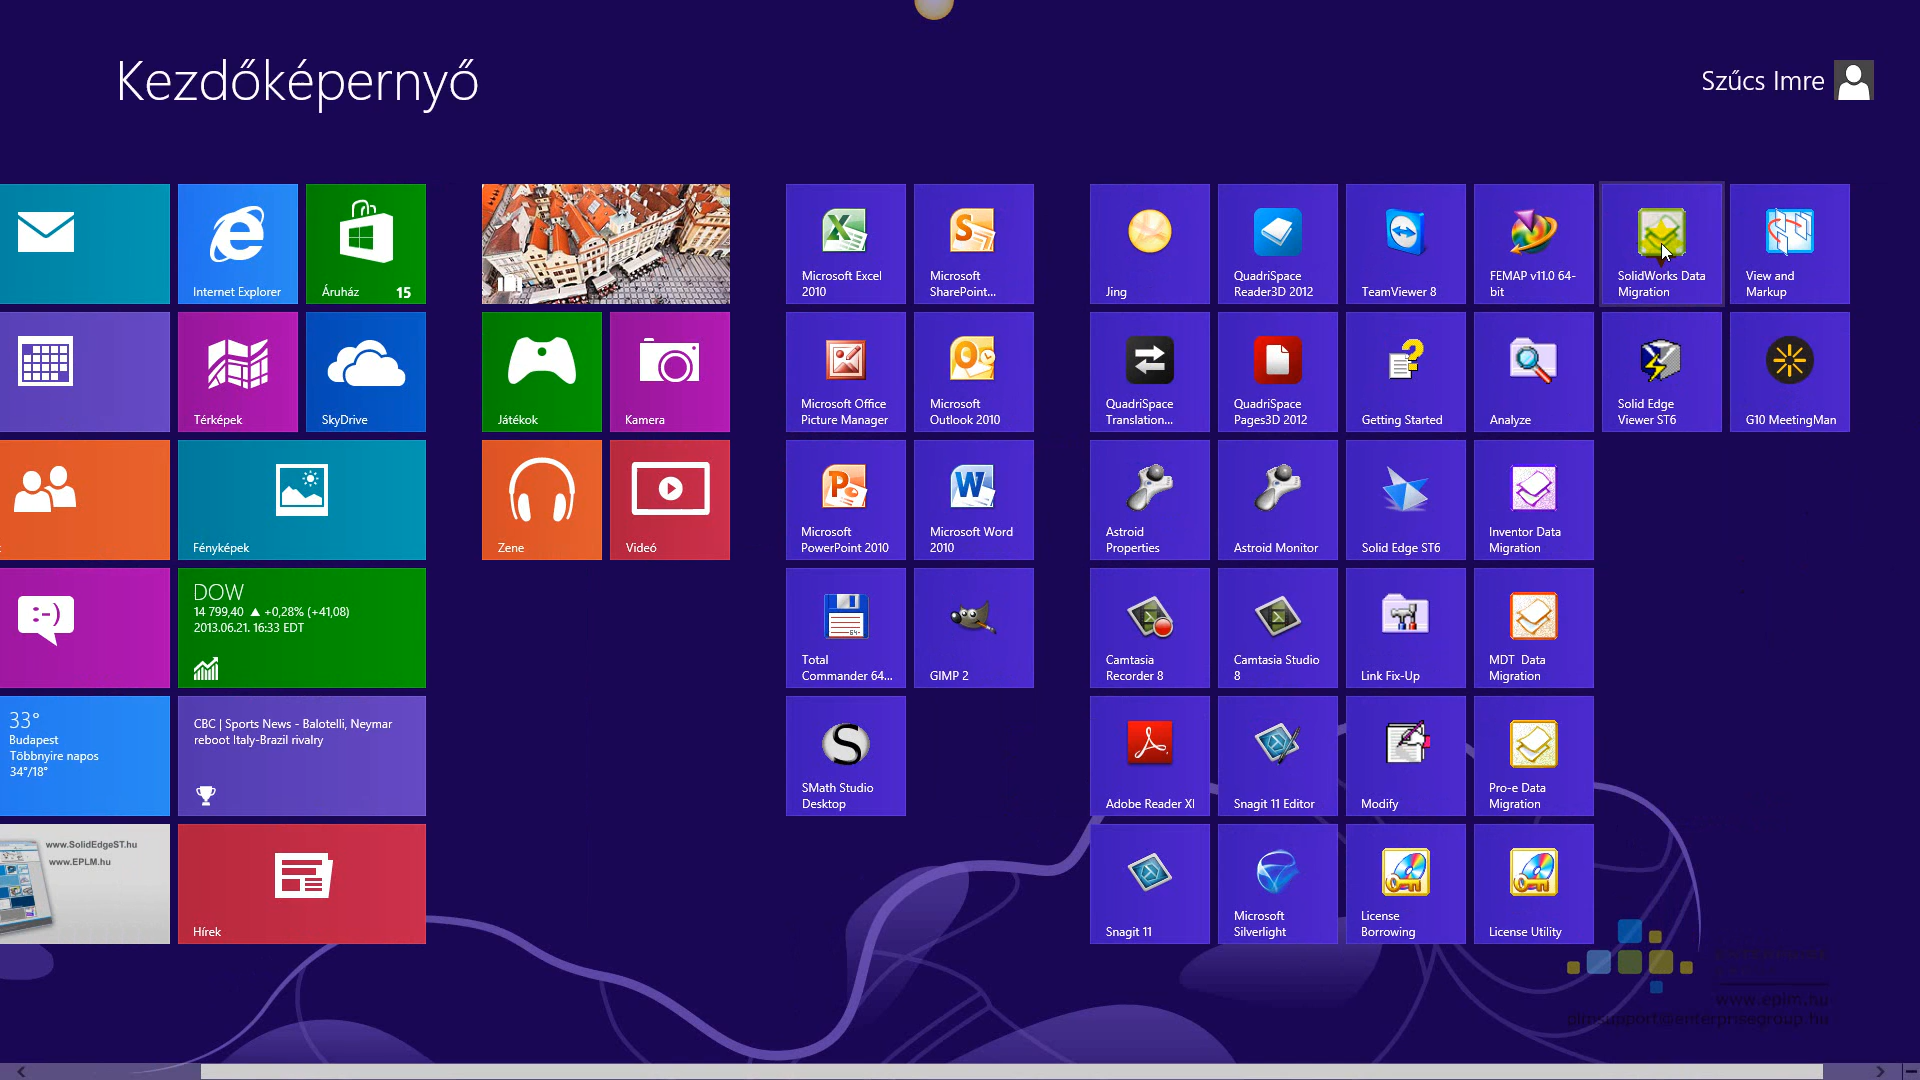 Kezdőképernyő
Szűcs Imre
Internet Explorer
Áruház
15
Térképek
SkyDrive
Fényképek
DOW
14 799,40 ▲ +0,28% (+41,08)
2013.06.21. 16:33 EDT
33°
Budapest
Többnyire napos
34°/18°
CBC | Sports News - Balotelli, Neymar
reboot Italy-Brazil rivalry
www.SolidEdgeST.hu
www.EPLM.hu
Hírek
Játékok
Kamera
Zene
Videó
Microsoft Excel
2010
Microsoft
SharePoint...
Microsoft Office
Picture Manager
Microsoft
Outlook 2010
Microsoft
PowerPoint 2010
Microsoft Word
2010
Total
Commander 64...
GIMP 2
SMath Studio
Desktop
Jing
QuadriSpace
Reader3D 2012
TeamViewer 8
FEMAP v11.0 64-
bit
SolidWorks Data
Migration
View and
Markup
QuadriSpace
Translation...
QuadriSpace
Pages3D 2012
Getting Started
Analyze
Solid Edge
Viewer ST6
G10 MeetingMan
Astroid
Properties
Astroid Monitor
Solid Edge ST6
Inventor Data
Migration
Camtasia
Recorder 8
Camtasia Studio
8
Link Fix-Up
MDT Data
Migration
Adobe Reader XI
Snagit 11 Editor
Modify
Pro-e Data
Migration
Snagit 11
Microsoft
Silverlight
License
Borrowing
License Utility
www.eplm.hu
plmsupport@enterprisegroup.hu